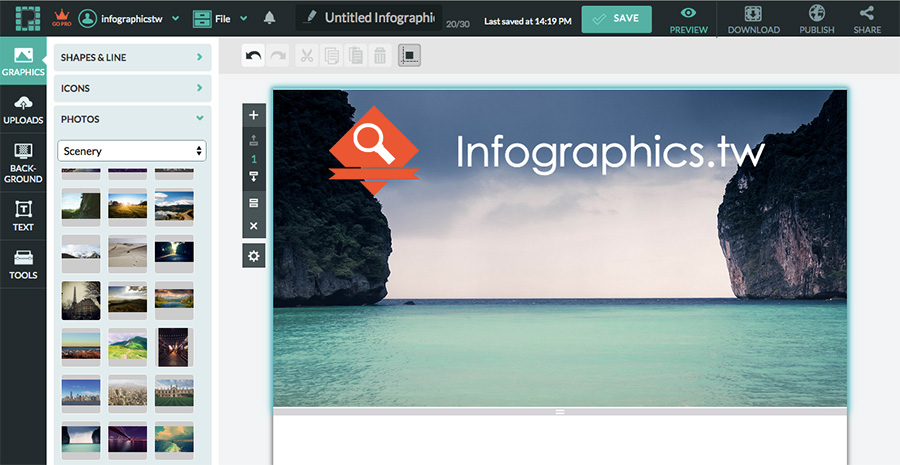 GO PRO
infographicstw
File
Untitled Infographi
20/30
Last saved at 14:19 PM
SAVE
PREVIEW
DOWNLOAD
PUBLISH
SHARE
GRAPHICS
UPLOADS
BACK-
GROUND
TEXT
TOOLS
SHAPES & LINE
ICONS
PHOTOS
Scenery
1
Infographics.tw